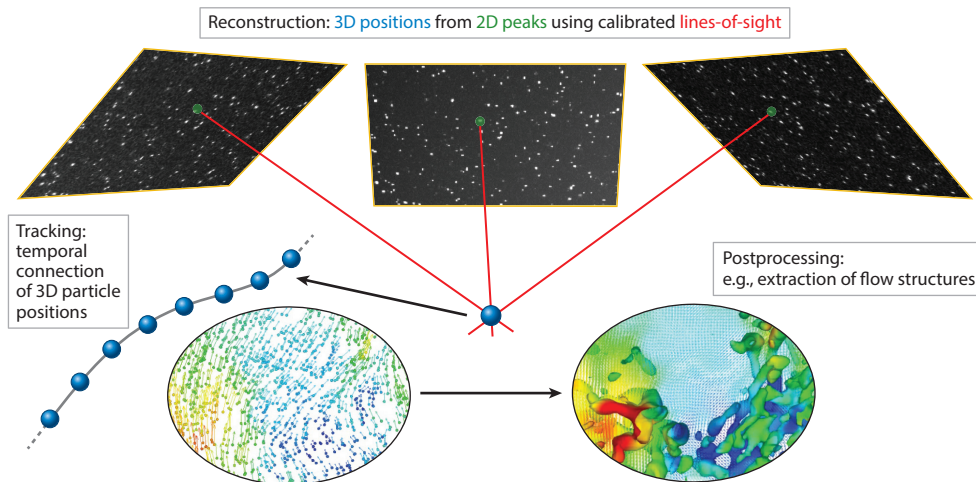 Reconstruction: 3D positions from 2D peaks using calibrated lines-of-sight
Tracking:
temporal
connection
of 3D particle
positions
Postprocessing:
e.g., extraction of flow structures